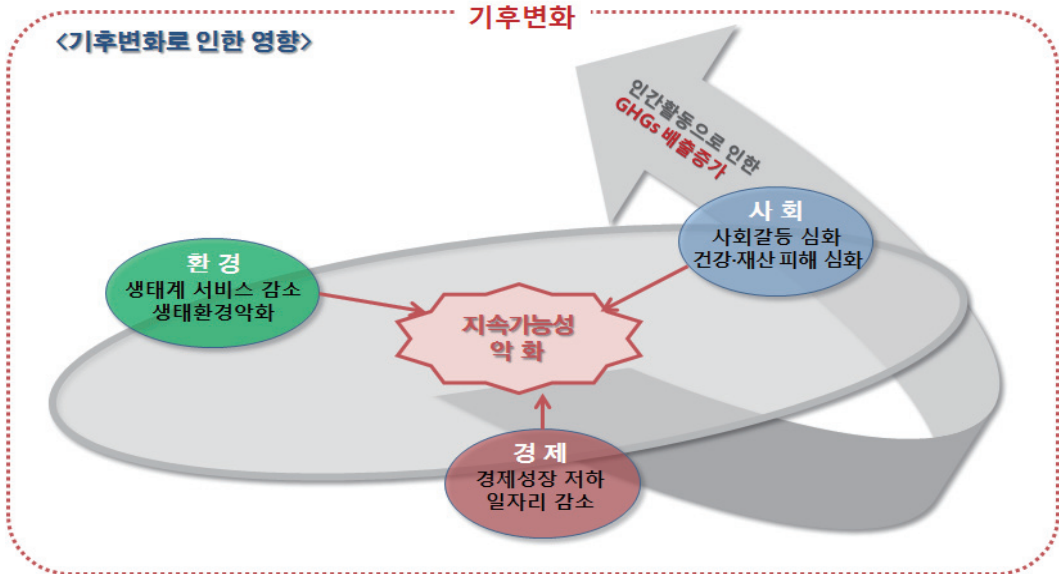 기후변화
<기후변화로 인한 영향>
인간활동으로 인한
GHGs 배출증가
사 회
사회갈등 심화
건강·재산 피해 심화
환 경
생태계 서비스 감소
생태환경악화
지속가능성
악 화
경 제
경제성장 저하
일자리 감소